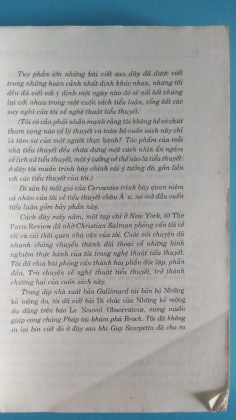 Tuy phần lớn những bài viết sau đây đã được viết
trong những hoàn cảnh nhất định khác nhau, nhưng tôi
đều đã viết với ý định một ngày nào đó sẽ nối kết chúng
lại với nhau trong một cuốn sách tiểu luận, tổng kết các
suy nghĩ của tôi về nghệ thuật tiểu thuyết.
(Tôi có cần phải nhấn mạnh rằng tôi không hề có chút
tham vọng nào về lý thuyết cả toàn bộ cuốn sách này chỉ
là tâm sự của một người thực hành? Tác phẩm của mỗi
nhà tiểu thuyết đều chứa đựng một cách nhìn ẩn ngầm
về lịch sử tiểu thuyết, một ý tưởng về thế nào là tiểu thuyết:
ở đây tôi muốn trình bày chính cái ý tưởng đó, gắn liền
với các tiểu thuyết của tôi.)
Di sản bị mất giá của Cervantes trình bày quan niệm
cá nhân của tôi về tiểu thuyết châu Â u, nó mở đầu cuốn
tiểu luận gồm bảy phần này.
Cách đây mấy năm, một tạp chí ở New York, tờ The
Paris Review đã nhờ Christian Salmon phỏng vấn tôi về
tôi và các thói quen nhà văn của tôi. Cuộc nói chuyện đã
nhanh chóng chuyển thành đối thoại về những kinh
nghiệm thực hành của tôi trong nghệ thuật tiểu thuyết.
Tôi đã chia bài phỏng vấn thành hai phần độc lập, phần
đầu, Trò chuyện về nghệ thuật tiểu thuyết, trở thành
chương hai của cuốn sách này.
Trong dịp nhà xuất bản Gallimard tái bản bộ Những
kẻ mộng du, tôi đã viết bài Di chúc của Những kẻ mộng
du đăng trên báo Le Nouvel Observateur, mong muốn
giúp công chúng Pháp tái khám phá Broch. Tôi đã không
in lại bài viết đó ở đây sau khi Guy Scarpetta đã cho ra